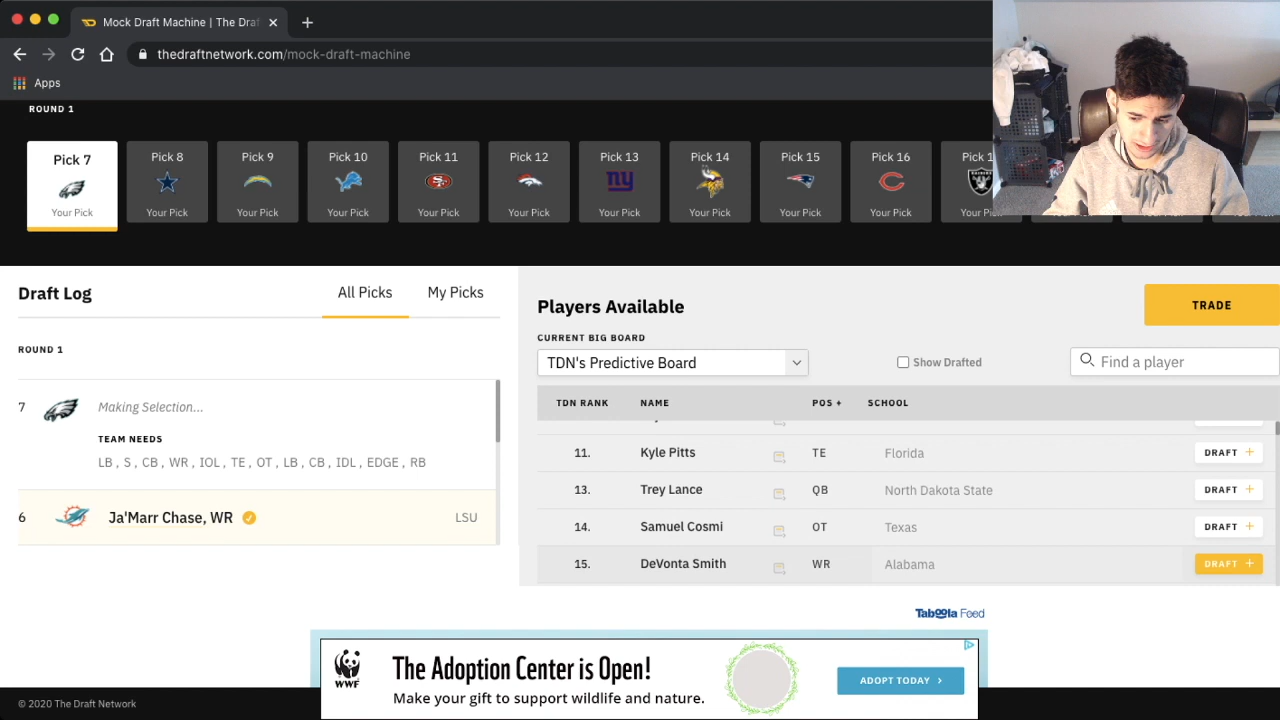 Mock Draft Machine | The Draf
thedraftnetwork.com/mock-draft-machine
Apps
ROUND 1
Pick 7
Your Pick
Pick 8
Your Pick
Pick 9
Your Pick
Pick 10
Your Pick
Pick 11
Your Pick
Pick 12
Your Pick
Pick 13
ny
Your Pick
Pick 14
Your Pick
Pick 15
Your Pick
Pick 16
Your Pick
Pick 1
RAIDERS
Your Pick
Draft Log
All Picks
My Picks
ROUND 1
7
Making Selection...
TEAM NEEDS
LB , S , CB , WR , IOL , TE , OT , LB , CB , IDL , EDGE , RB
6
Ja'Marr Chase, WR
LSU
Players Available
TRADE
CURRENT BIG BOARD
TDN's Predictive Board
Show Drafted
Find a player
TDN RANK NAME POS + SCHOOL
11. Kyle Pitts TE Florida DRAFT +
13. Trey Lance QB North Dakota State DRAFT +
14. Samuel Cosmi OT Texas DRAFT +
15. DeVonta Smith WR Alabama DRAFT +
Taboola Feed
WWF
The Adoption Center is Open!
Make your gift to support wildlife and nature.
ADOPT TODAY >
© 2020 The Draft Network